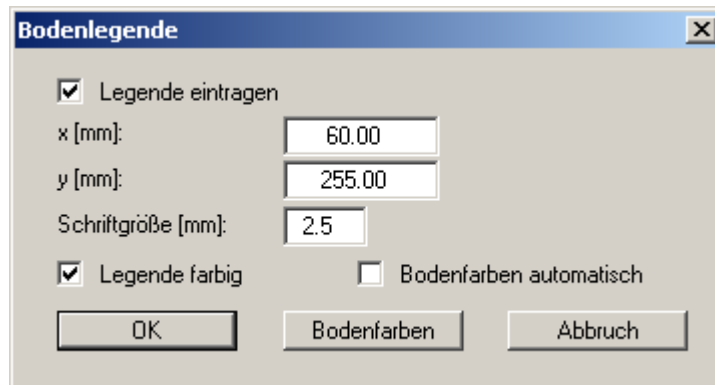 Bodenlegende
Legende eintragen
x [mm]: 60.00
y [mm]: 255.00
Schriftgröße [mm]: 2.5
Legende farbig Bodenfarben automatisch
OK Bodenfarben Abbruch